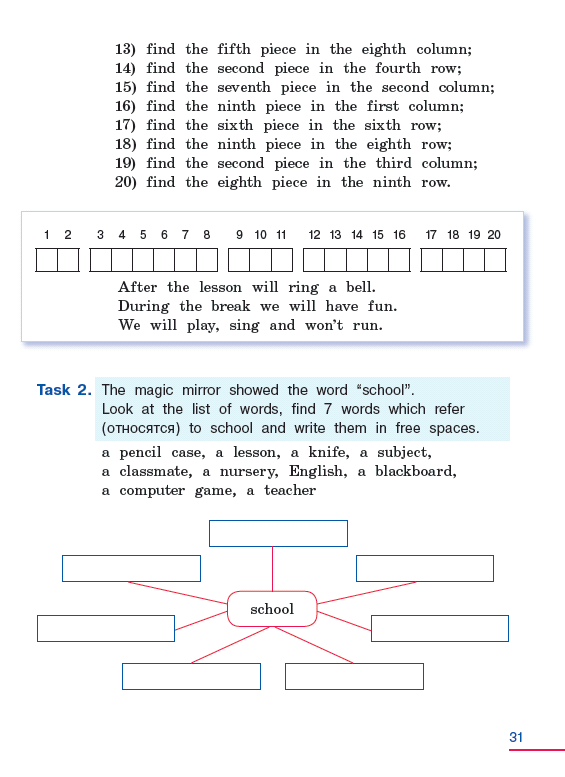 13) find the fifth piece in the eighth column;
14) find the second piece in the fourth row;
15) find the seventh piece in the second column;
16) find the ninth piece in the first column;
17) find the sixth piece in the sixth row;
18) find the ninth piece in the eighth row;
19) find the second piece in the third column;
20) find the eighth piece in the ninth row.
1 2 3 4 5 6 7 8 9 10 11 12 13 14 15 16 17 18 19 20
After the lesson will ring a bell.
During the break we will have fun.
We will play, sing and won't run.
Task 2. The magic mirror showed the word “school”.
Look at the list of words, find 7 words which refer
(относятся) to school and write them in free spaces.
a pencil case, a lesson, a knife, a subject,
a classmate, a nursery, English, a blackboard,
a computer game, a teacher
school
31